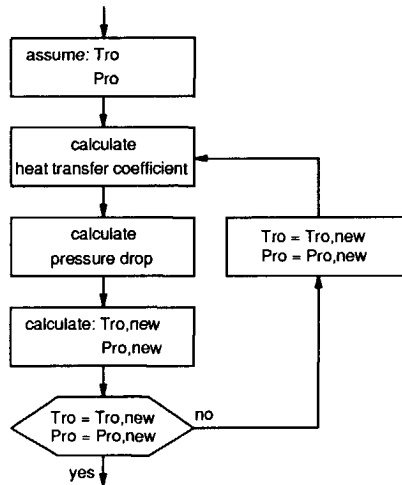 assume: Tro
Pro
calculate
heat transfer coefficient
calculate
pressure drop
Tro = Tro,new
Pro = Pro,new
calculate: Tro,new
Pro,new
Tro = Tro,new
Pro = Pro,new
no
yes